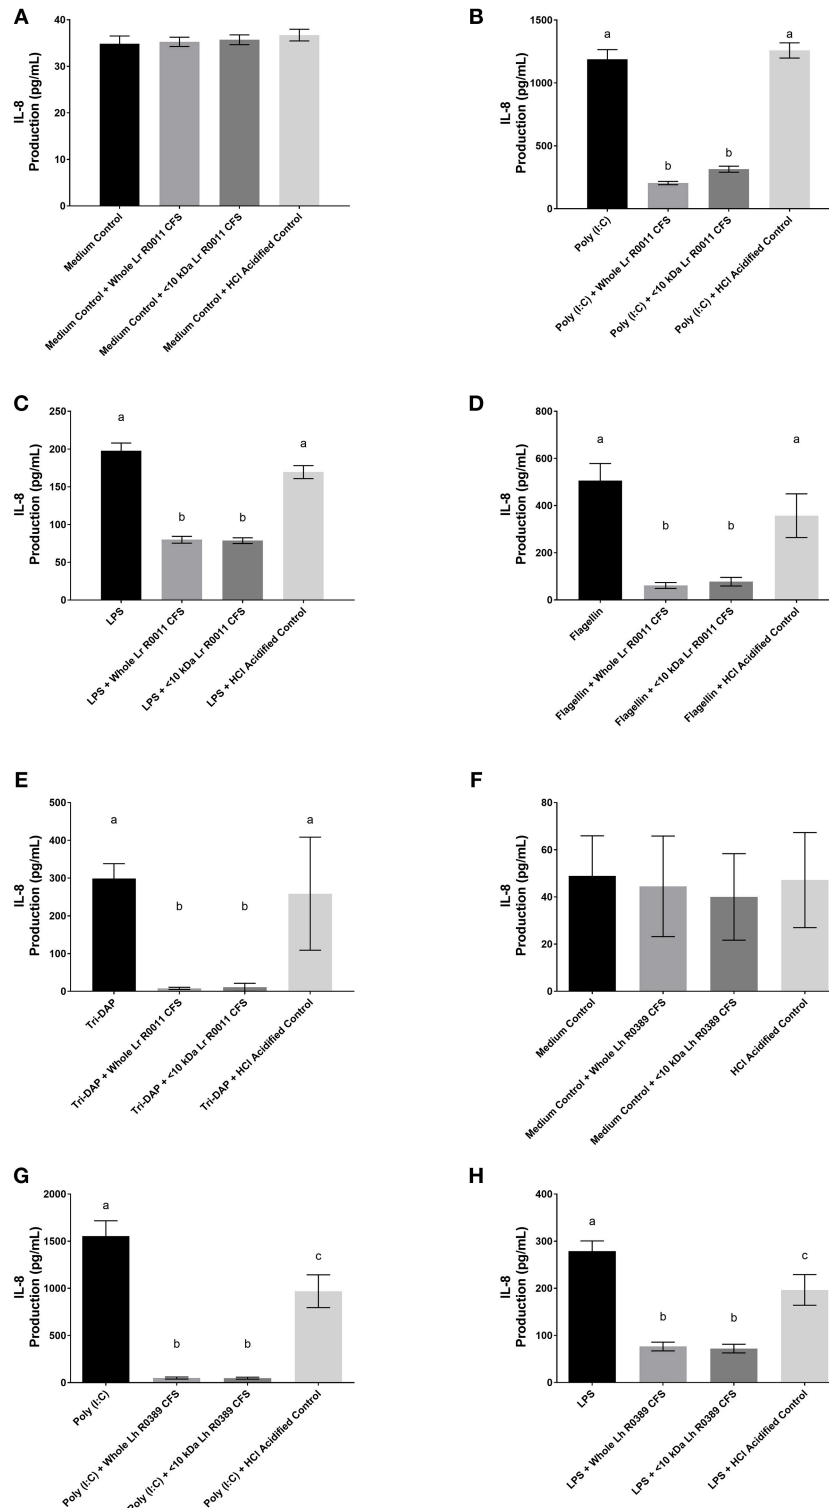 A
IL-8
Production (pg/mL)
40
30
20
10
0
Medium Control
Medium Control + Whole Lr R0011 CFS
Medium Control + <10 kDa Lr R0011 CFS
Medium Control + HCl Acidified Control
B
IL-8
Production (pg/mL)
1500
1000
500
0
a
b
b
a
Poly (I:C)
Poly (I:C) + Whole Lr R0011 CFS
Poly (I:C) + <10 kDa Lr R0011 CFS
Poly (I:C) + HCl Acidified Control
C
IL-8
Production (pg/mL)
250
200
150
100
50
0
a
b
b
a
LPS
LPS + Whole Lr R0011 CFS
LPS + <10 kDa Lr R0011 CFS
LPS + HCl Acidified Control
D
IL-8
Production (pg/mL)
800
600
400
200
0
a
b
b
a
Flagellin
Flagellin + Whole Lr R0011 CFS
Flagellin + <10 kDa Lr R0011 CFS
Flagellin + HCl Acidified Control
E
IL-8
Production (pg/mL)
500
400
300
200
100
0
a
b
b
a
Tri-DAP
Tri-DAP + Whole Lr R0011 CFS
Tri-DAP + <10 kDa Lr R0011 CFS
Tri-DAP + HCl Acidified Control
F
IL-8
Production (pg/mL)
80
60
40
20
0
Medium Control
Medium Control + Whole Lh R0389 CFS
Medium Control + <10 kDa Lh R0389 CFS
HCl Acidified Control
G
IL-8
Production (pg/mL)
2000
1500
1000
500
0
a
b
b
c
Poly (I:C)
Poly (I:C) + Whole Lh R0389 CFS
Poly (I:C) + <10 kDa Lh R0389 CFS
Poly (I:C) + HCl Acidified Control
H
IL-8
Production (pg/mL)
400
300
200
100
0
a
b
b
c
LPS
LPS + Whole Lh R0389 CFS
LPS + <10 kDa Lh R0389 CFS
LPS + HCl Acidified Control